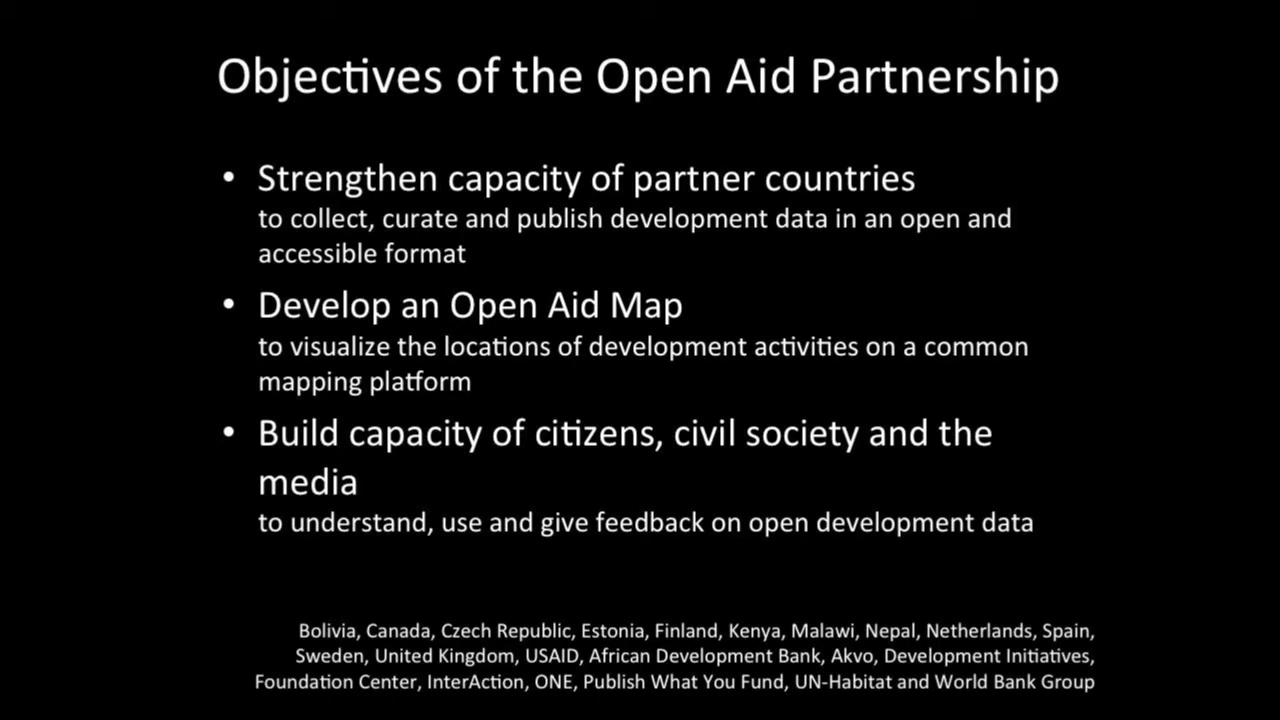 Objectives of the Open Aid Partnership
• Strengthen capacity of partner countries
to collect, curate and publish development data in an open and
accessible format
• Develop an Open Aid Map
to visualize the locations of development activities on a common
mapping platform
• Build capacity of citizens, civil society and the
media
to understand, use and give feedback on open development data
Bolivia, Canada, Czech Republic, Estonia, Finland, Kenya, Malawi, Nepal, Netherlands, Spain,
Sweden, United Kingdom, USAID, African Development Bank, Akvo, Development Initiatives,
Foundation Center, InterAction, ONE, Publish What You Fund, UN-Habitat and World Bank Group